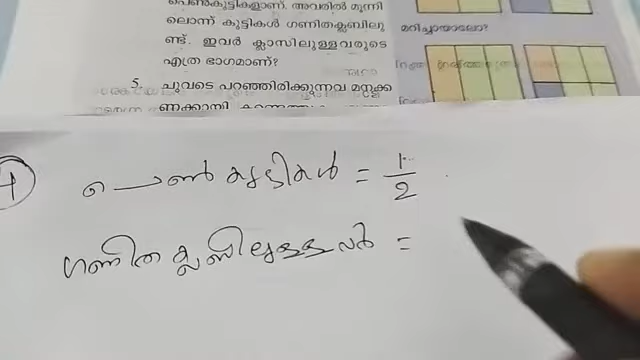 പെൺകുട്ടികളാണ്. അവരിൽ മൂന്നി
ലൊന്ന് കുട്ടികൾ ഗണിതക്ലബിലു
ണ്ട്. ഇവർ ക്ലാസിലുള്ളവരുടെ
എത്ര ഭാഗമാണ്?
5. ചുവടെ പറഞ്ഞിരിക്കുന്നവ
മറിച്ചായാലോ?
4 പെൺകുട്ടികൾ = 1/2
ഗണിത ക്ലബിലുള്ളവർ =